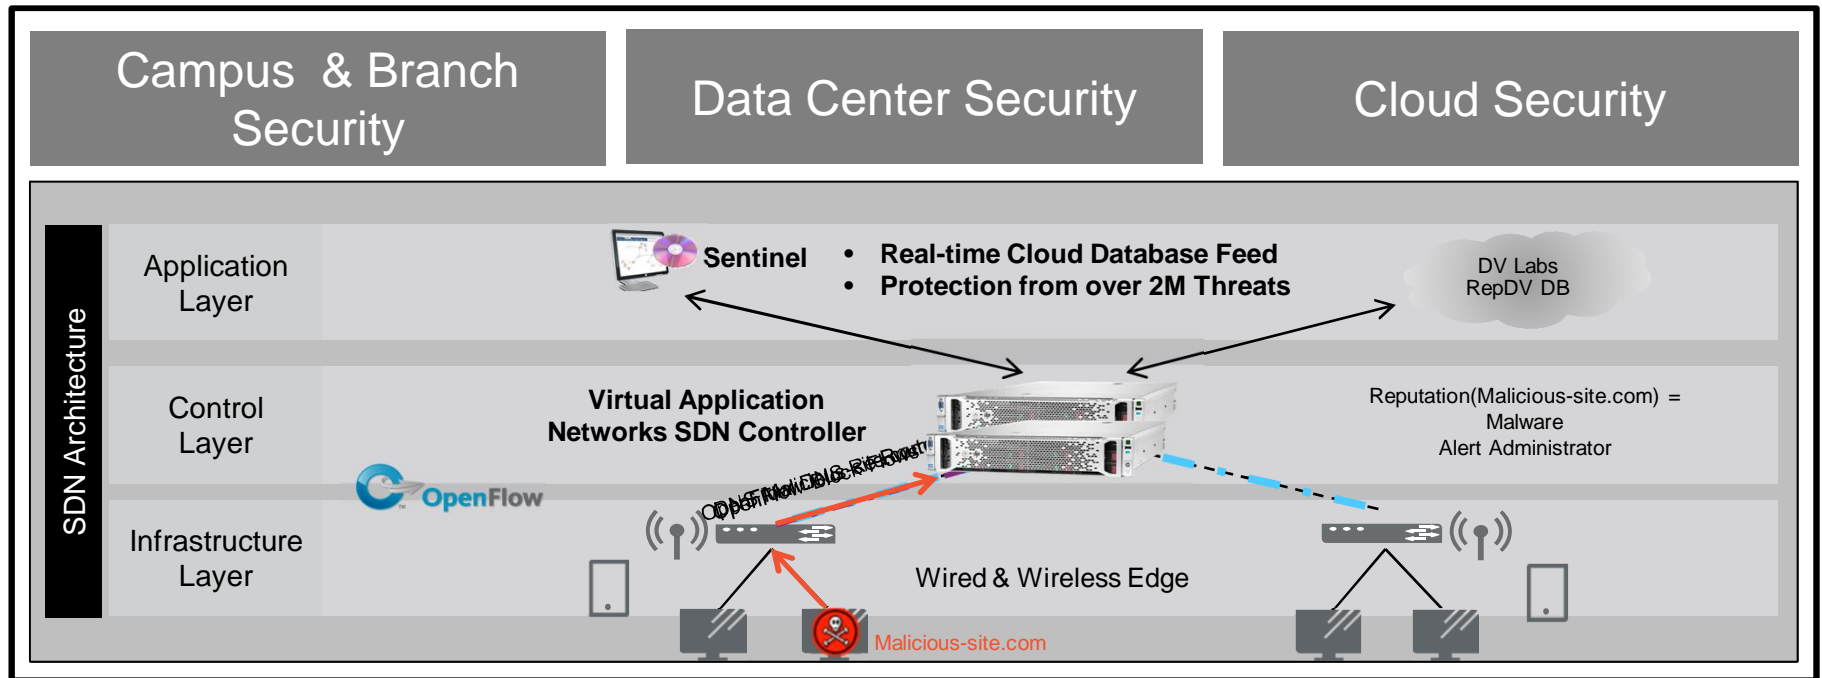 Campus & Branch
Security
Data Center Security
Cloud Security
SDN Architecture
Application
Layer
Sentinel
• Real-time Cloud Database Feed
• Protection from over 2M Threats
DV Labs
RepDV DB
Control
Layer
Virtual Application
Networks SDN Controller
Reputation(Malicious-site.com) =
Malware
Alert Administrator
OpenFlow
TM
Infrastructure
Layer
Wired & Wireless Edge
Malicious-site.com